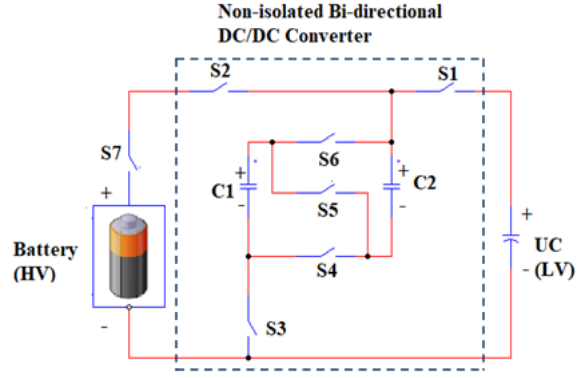 Non-isolated Bi-directional
DC/DC Converter
S2
S1
S7
S6
+
+
C1
C2
-
-
S5
+
Battery
(HV)
S4
+
UC
- (LV)
S3
-